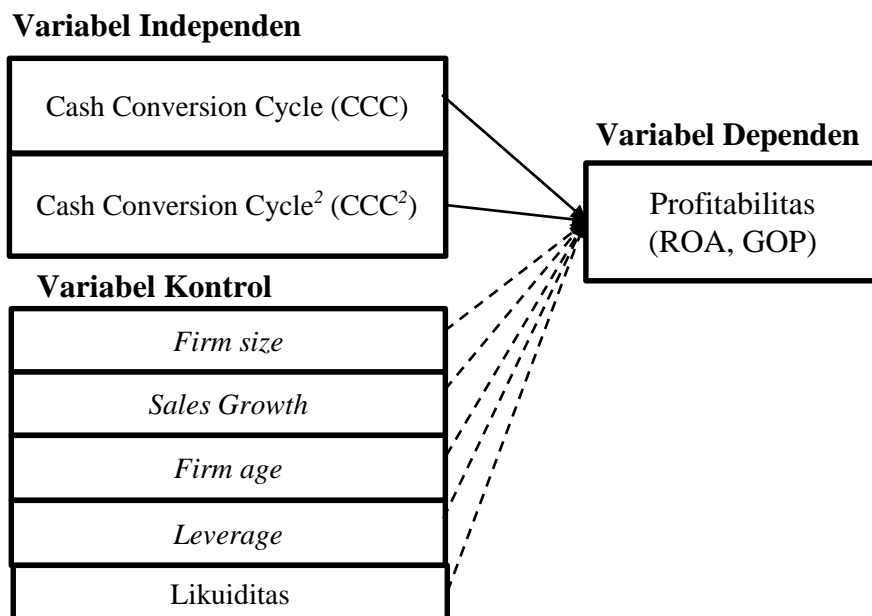 Variabel Independen
Cash Conversion Cycle (CCC)
Cash Conversion Cycle² (CCC²)
Variabel Dependen
Profitabilitas
(ROA, GOP)
Variabel Kontrol
Firm size
Sales Growth
Firm age
Leverage
Likuiditas